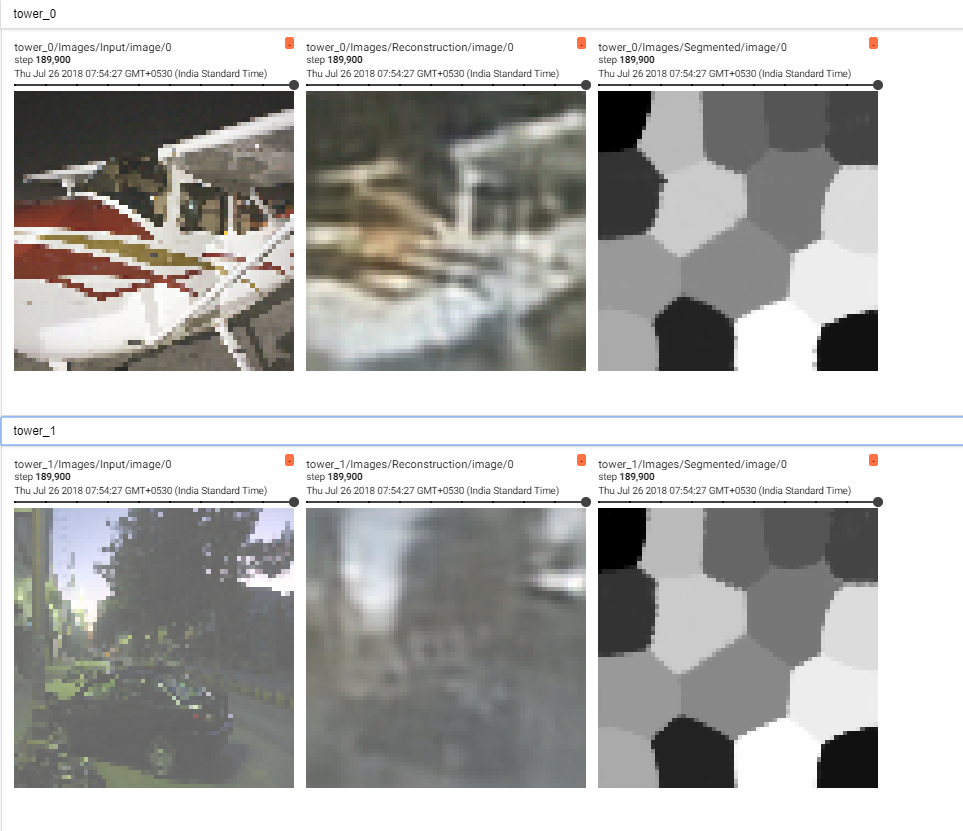 tower_0
tower_0/Images/Input/image/0
step 189,900
Thu Jul 26 2018 07:54:27 GMT+0530 (India Standard Time)
tower_0/Images/Reconstruction/image/0
step 189,900
Thu Jul 26 2018 07:54:27 GMT+0530 (India Standard Time)
tower_0/Images/Segmented/image/0
step 189,900
Thu Jul 26 2018 07:54:27 GMT+0530 (India Standard Time)
tower_1
tower_1/Images/Input/image/0
step 189,900
Thu Jul 26 2018 07:54:27 GMT+0530 (India Standard Time)
tower_1/Images/Reconstruction/image/0
step 189,900
Thu Jul 26 2018 07:54:27 GMT+0530 (India Standard Time)
tower_1/Images/Segmented/image/0
step 189,900
Thu Jul 26 2018 07:54:27 GMT+0530 (India Standard Time)